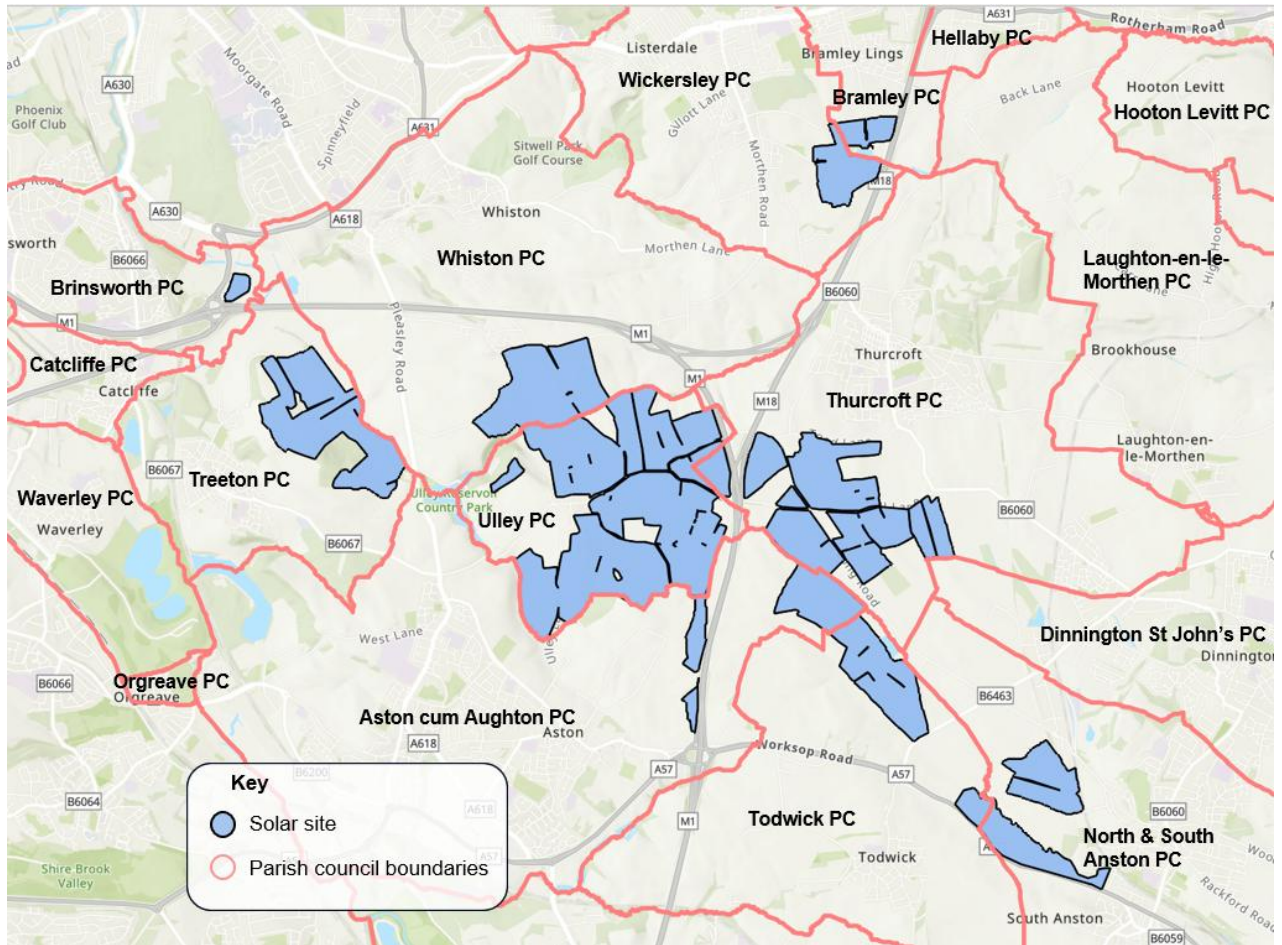 Hellaby PC
A631
Rotherham Road
Listerdale
Bramley Lings
Wickersley PC
A630
Moorgate Road
Back Lane
Hooton Levitt
Bramley PC
Hooton Levitt PC
Phoenix
Golf Club
Spinneyfield
A631
Sitwell Park
Golf Course
Morthen Road
M18
A630
A618
Whiston
Morthen Lane
sworth
B6066
Whiston PC
Laughton-en-le-
Morthen PC
Brinsworth PC
B6060
M1
Pleasley Road
M1
Thurcroft
Brookhouse
Catcliffe PC
Catcliffe
M1
M18
Thurcroft PC
Laughton-en-
le-Morthen
B6067
Treeton PC
Waverley PC
Ulley Reservoir
Country Park
Ulley PC
B6060
Waverley
B6067
West Lane
Dinnington St John's PC
Dinnington
B6066
Orgreave PC
Orgreave
B6463
Aston cum Aughton PC
Aston
A618
Worksop Road
A57
A57
B6200
Key
Solar site
Parish council boundaries
B6064
A618
M1
Todwick PC
B6060
North & South
Anston PC
A57
Todwick
Shire Brook
Valley
Rackford Road
South Anston
B6059